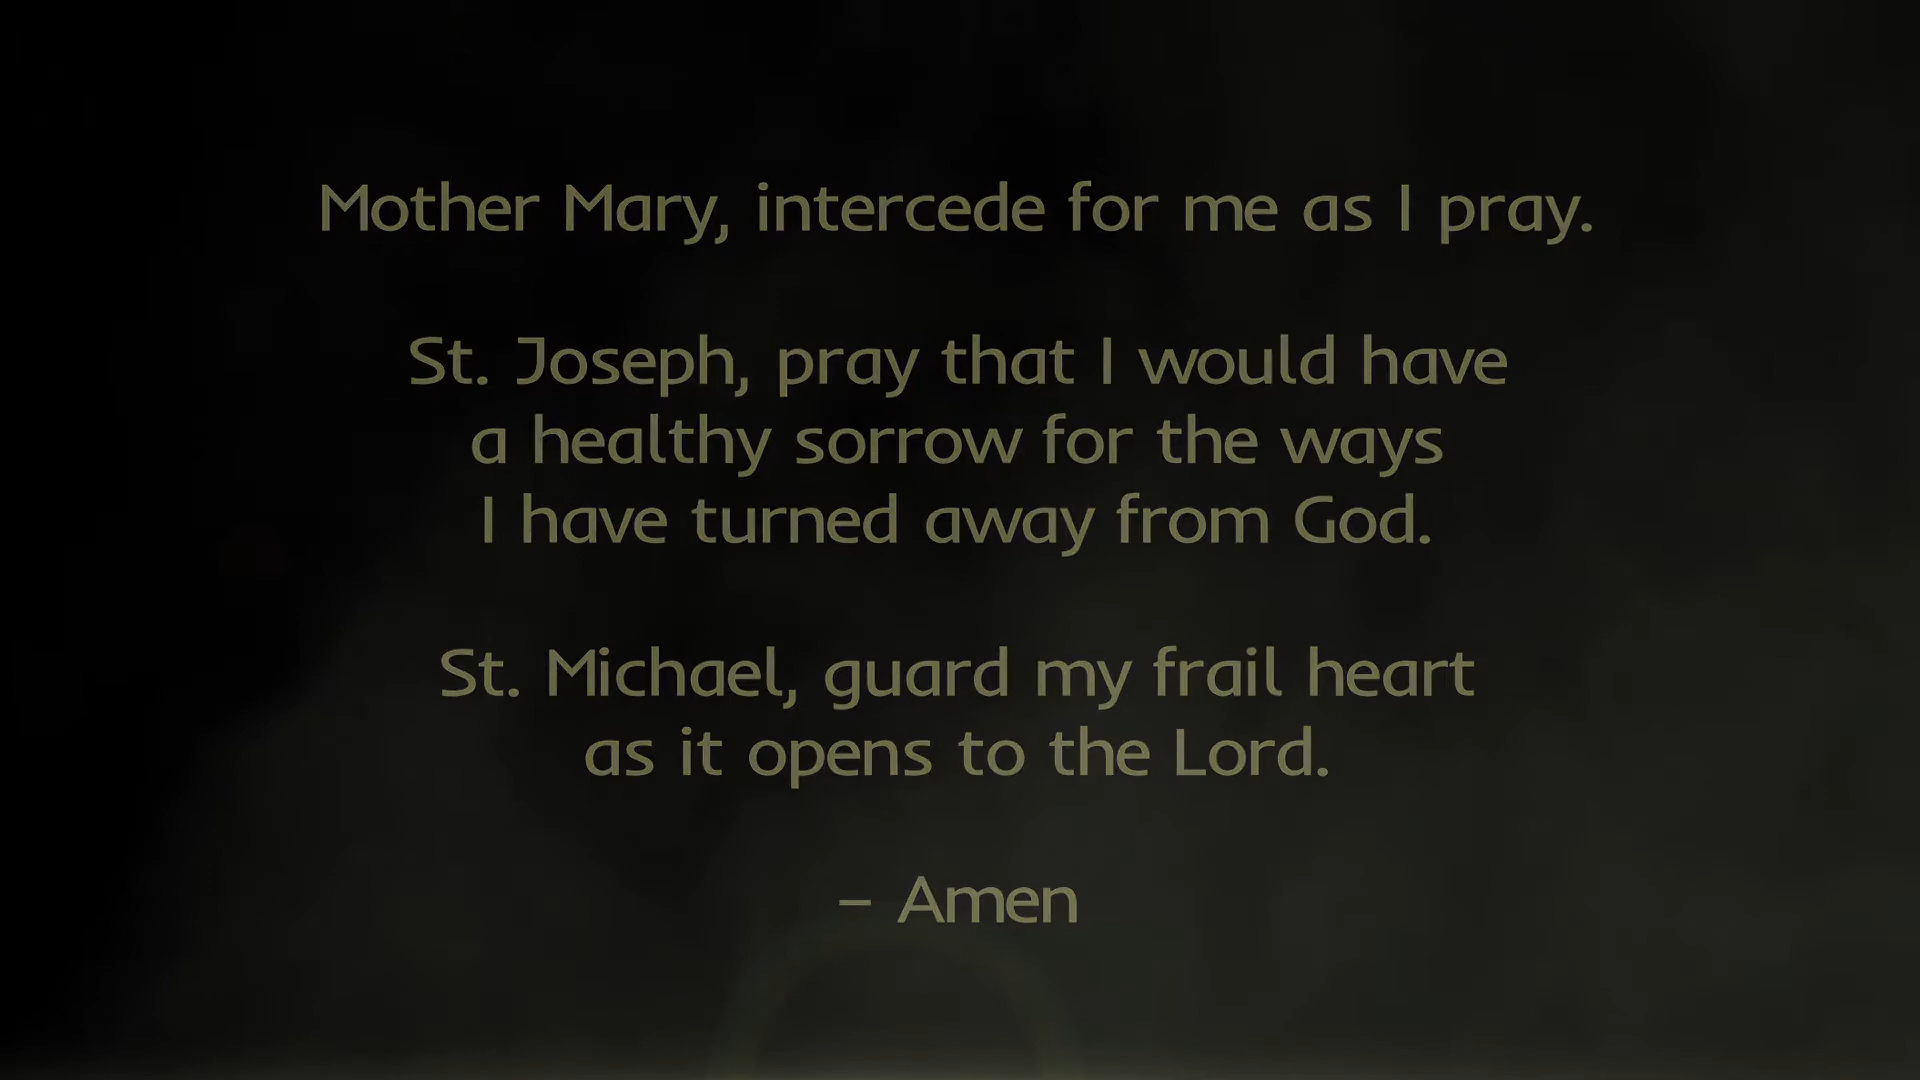 Mother Mary, intercede for me as I pray.
St. Joseph, pray that I would have
a healthy sorrow for the ways
I have turned away from God.
St. Michael, guard my frail heart
as it opens to the Lord.
– Amen